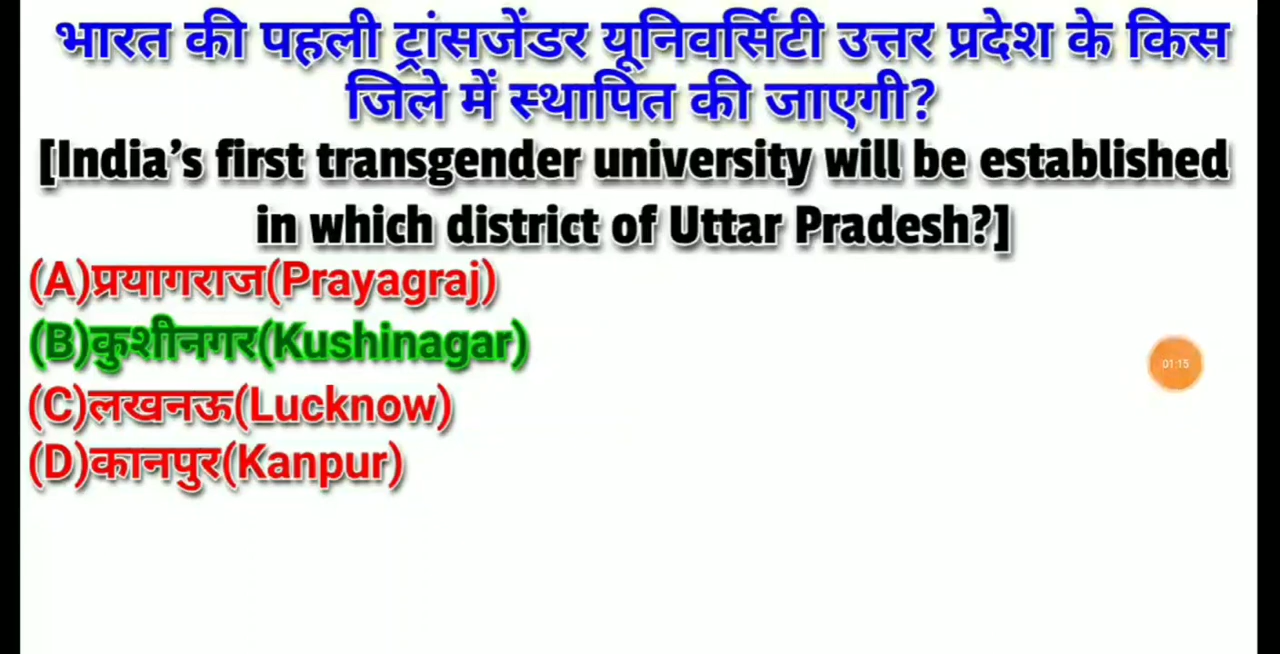 भारत की पहली ट्रांसजेंडर यूनिवर्सिटी उत्तर प्रदेश के किस
जिले में स्थापित की जाएगी?
[India's first transgender university will be established
in which district of Uttar Pradesh?]
(A)प्रयागराज(Prayagraj)
(B)कुशीनगर(Kushinagar)
01:15
(C)लखनऊ(Lucknow)
(D)कानपुर(Kanpur)